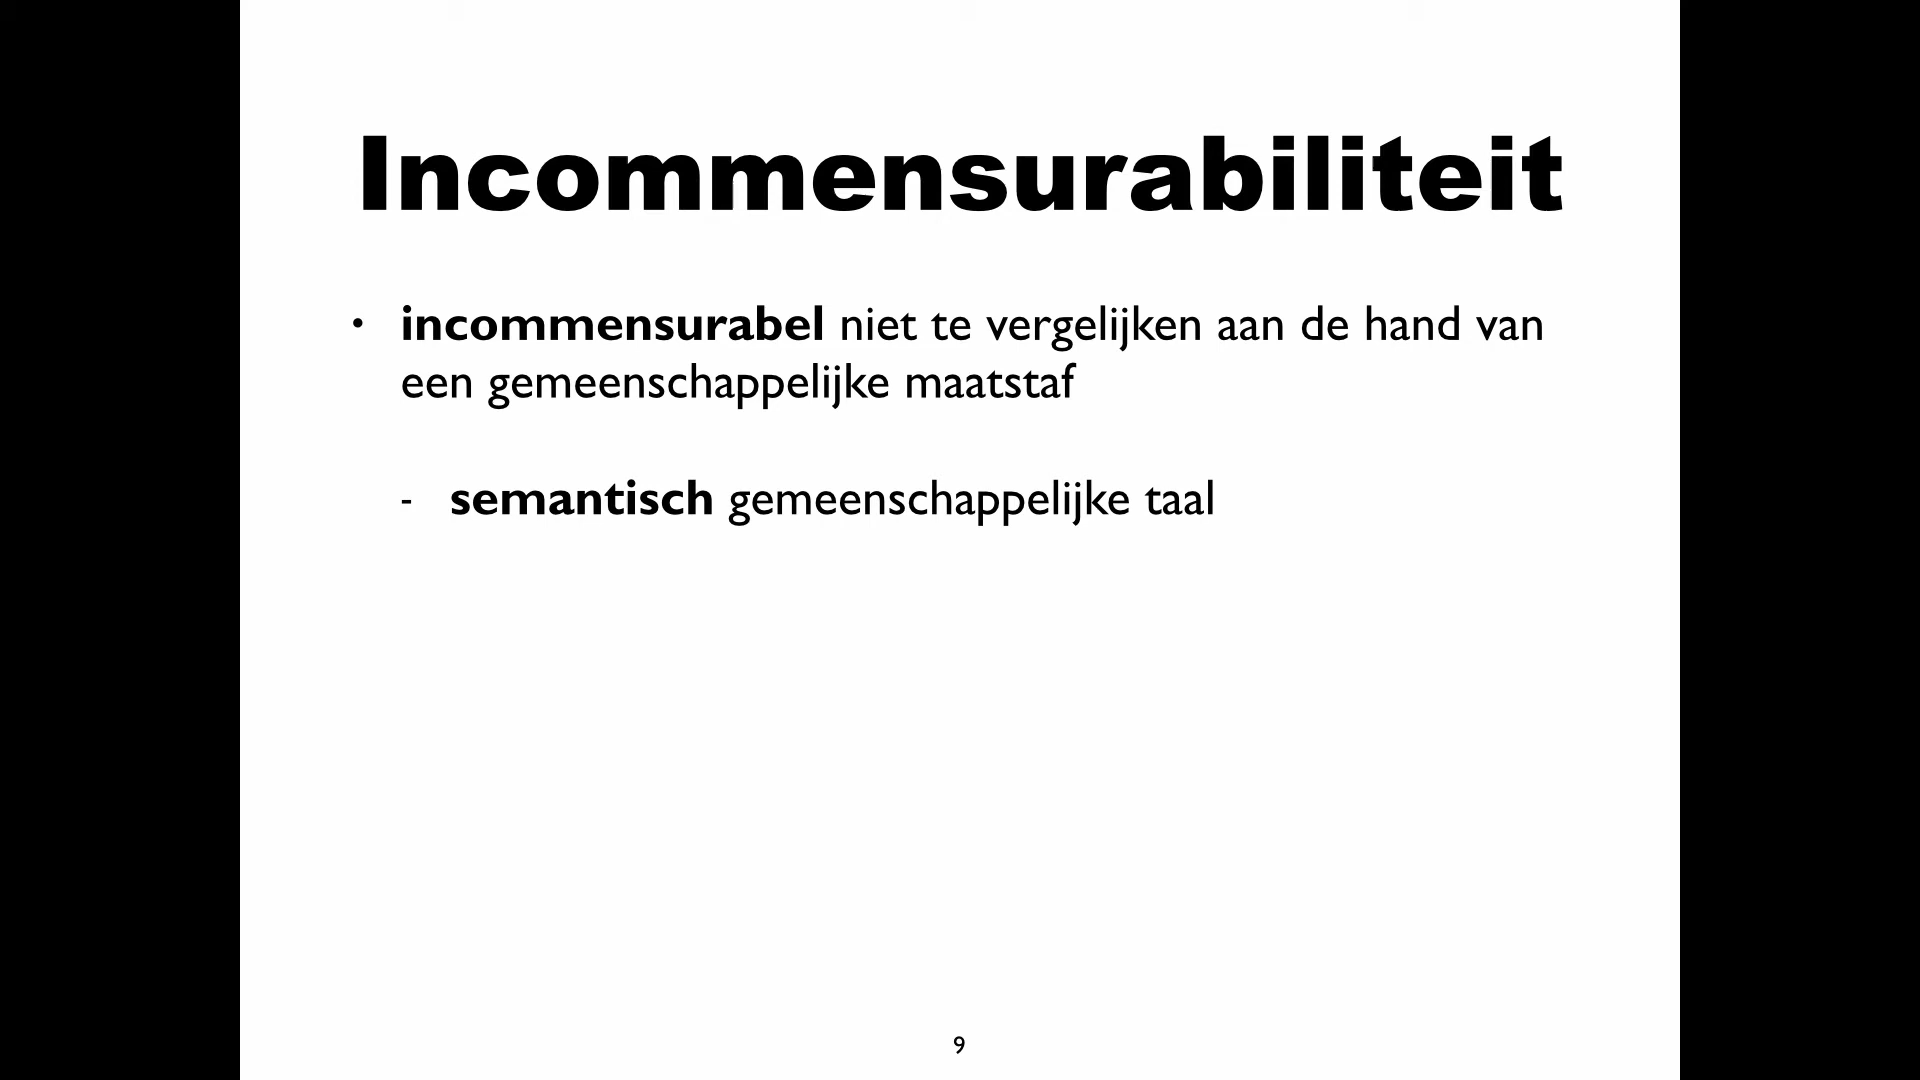 Incommensurabiliteit
• incommensurabel niet te vergelijken aan de hand van
een gemeenschappelijke maatstaf
- semantisch gemeenschappelijke taal
9